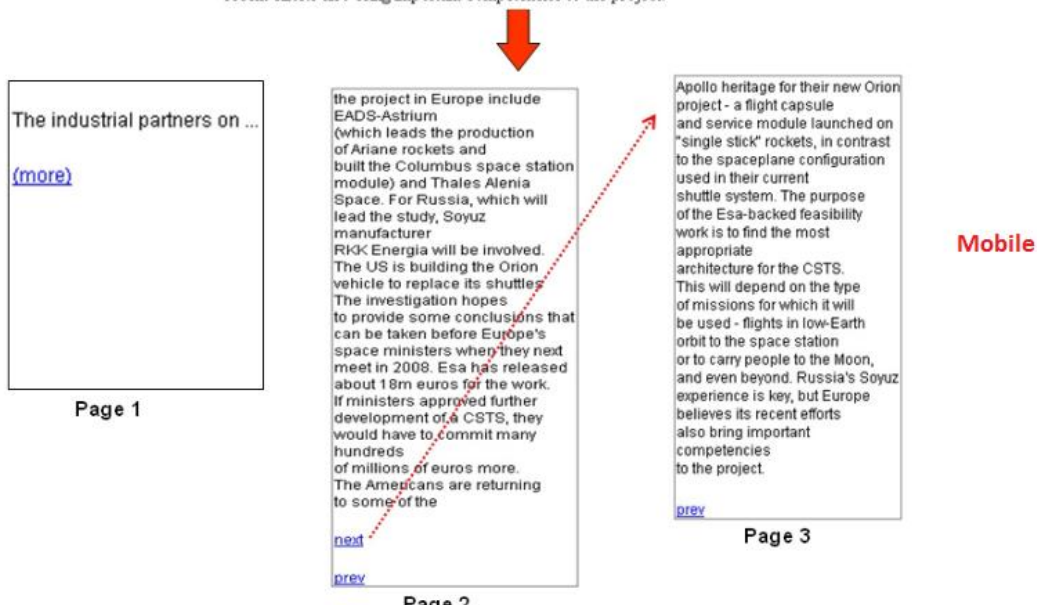 The industrial partners on ...
(more)
Page 1
the project in Europe include
EADS-Astrium
(which leads the production
of Ariane rockets and
built the Columbus space station
module) and Thales Alenia
Space. For Russia, which will
lead the study, Soyuz
manufacturer
RKK Energia will be involved.
The US is building the Orion
vehicle to replace its shuttles
The investigation hopes
to provide some conclusions that
can be taken before Europe's
space ministers when they next
meet in 2008. Esa has released
about 18m euros for the work.
If ministers approved further
development of a CSTS, they
would have to commit many
hundreds
of millions of euros more.
The Americans are returning
to some of the
next
prev
Page 2
Apollo heritage for their new Orion
project - a flight capsule
and service module launched on
"single stick" rockets, in contrast
to the spaceplane configuration
used in their current
shuttle system. The purpose
of the Esa-backed feasibility
work is to find the most
appropriate
architecture for the CSTS.
This will depend on the type
of missions for which it will
be used - flights in low-Earth
orbit to the space station
or to carry people to the Moon,
and even beyond. Russia's Soyuz
experience is key, but Europe
believes its recent efforts
also bring important
competencies
to the project.
prev
Page 3
Mobile